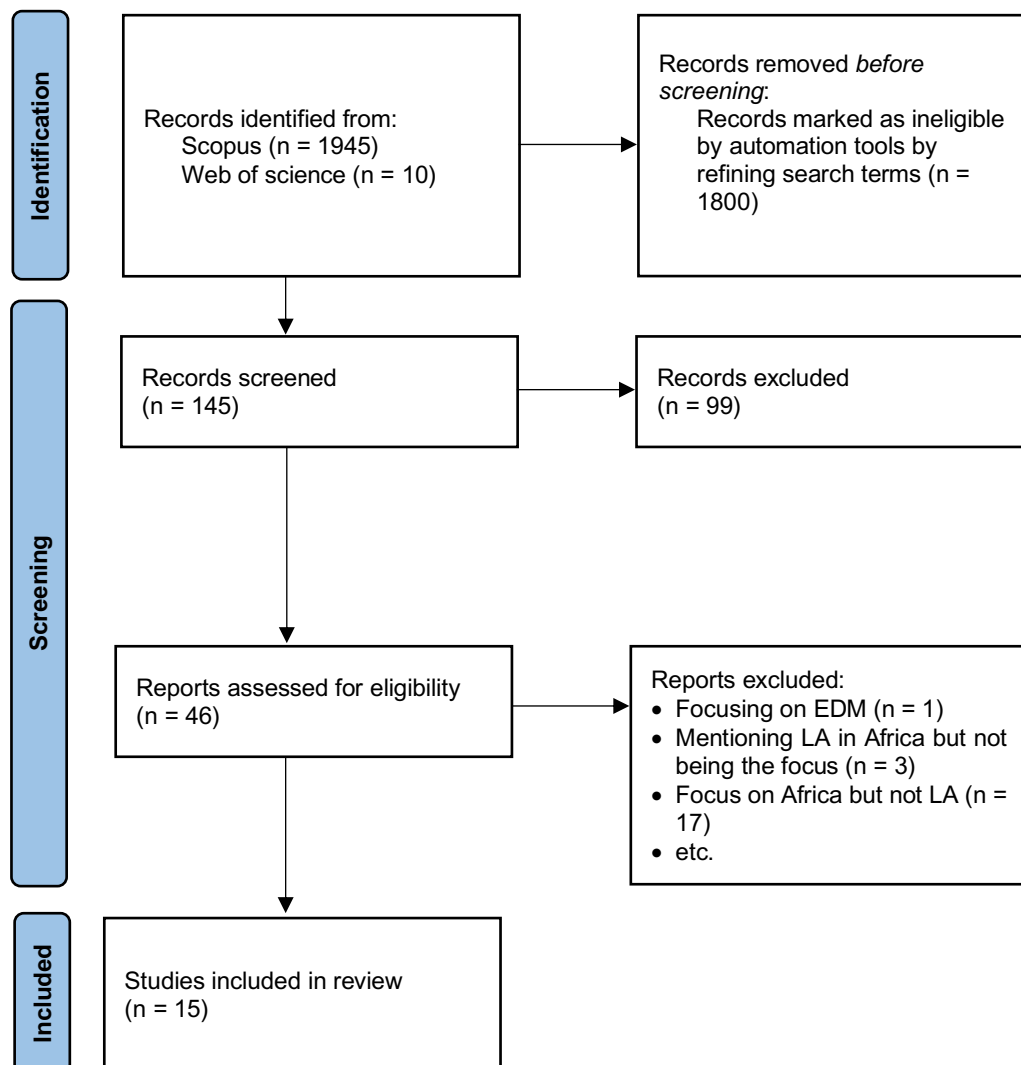 Identification
Records identified from:
Scopus (n = 1945)
Web of science (n = 10)
Records removed before
screening:
Records marked as ineligible
by automation tools by
refining search terms (n =
1800)
Screening
Records screened
(n = 145)
Records excluded
(n = 99)
Reports assessed for eligibility
(n = 46)
Reports excluded:
• Focusing on EDM (n = 1)
• Mentioning LA in Africa but not
being the focus (n = 3)
• Focus on Africa but not LA (n =
17)
• etc.
Included
Studies included in review
(n = 15)